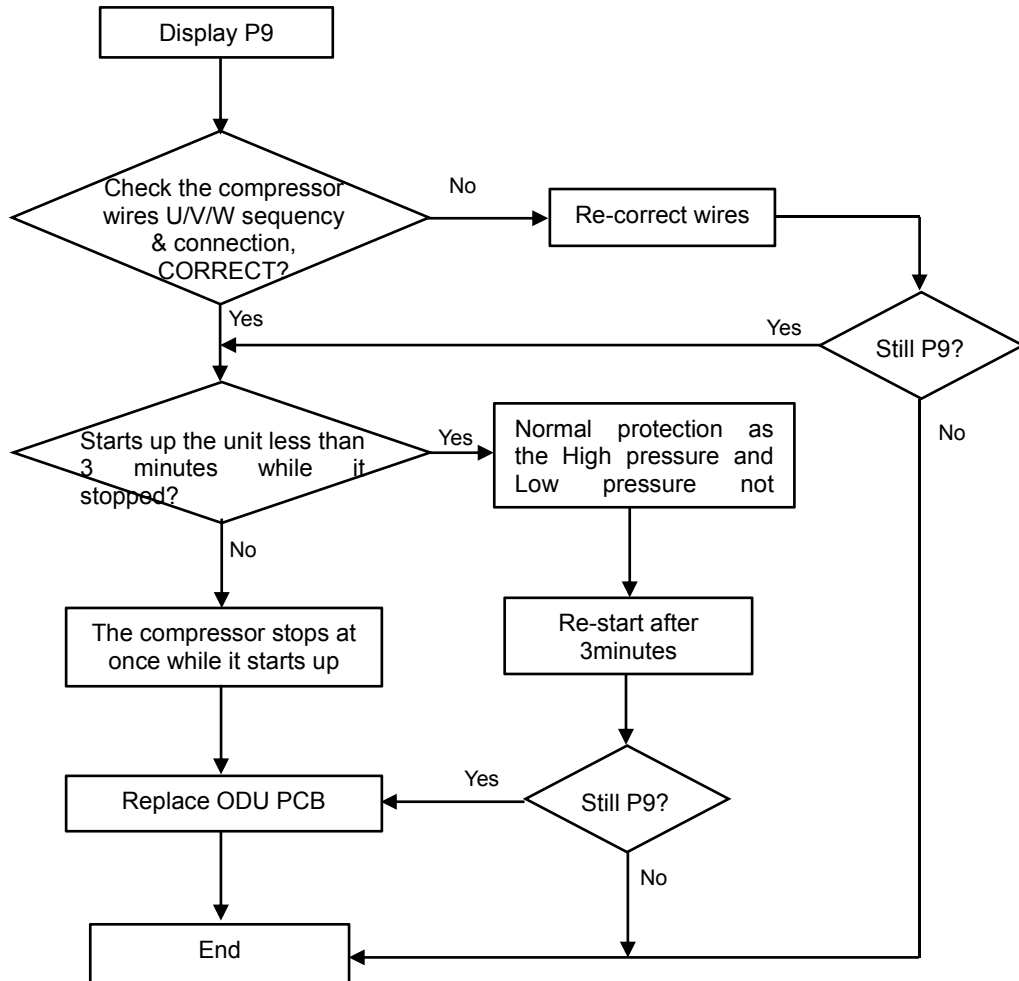 Display P9
Check the compressor
wires U/V/W sequency
& connection,
CORRECT?
No
Re-correct wires
Yes
Yes
Still P9?
No
Starts up the unit less than
3 minutes while it
stopped?
Yes
Normal protection as
the High pressure and
Low pressure not
No
The compressor stops at
once while it starts up
Re-start after
3minutes
Replace ODU PCB
Yes
Still P9?
No
End